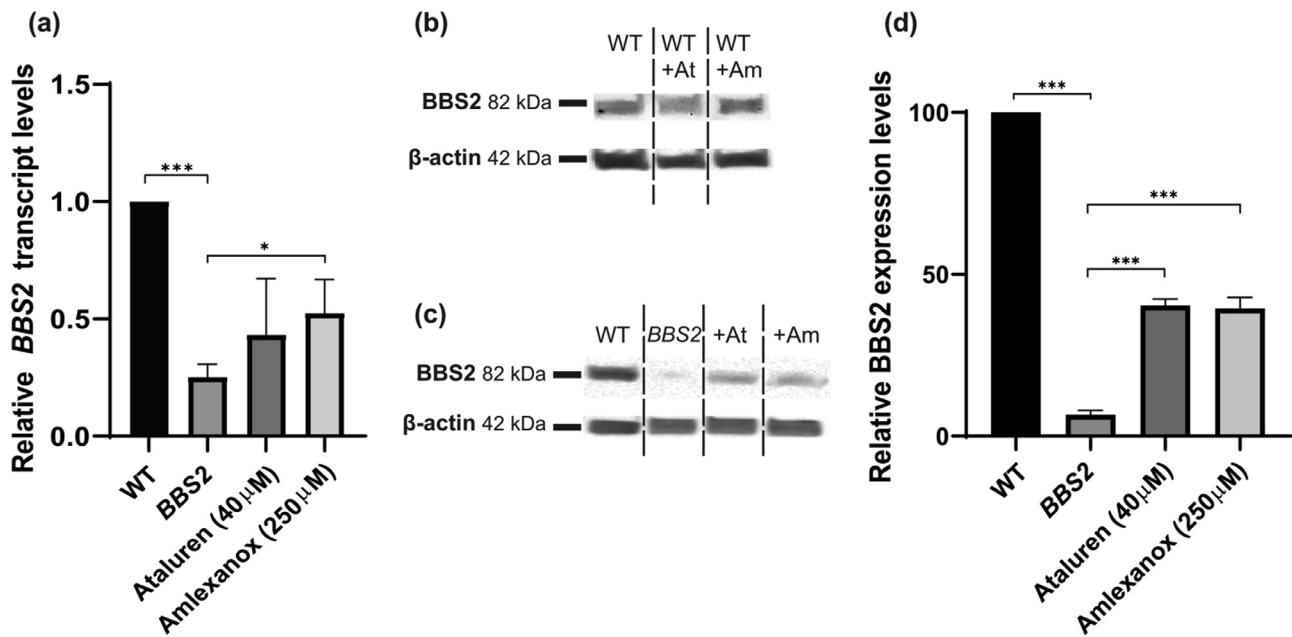 (a)
Relative BBS2 transcript levels
1.5
1.0
0.5
0.0
***
*
WT
BBS2
Ataluren (40μM)
Amlexanox (250μM)
(b)
WT WT WT
+At +Am
BBS2 82 kDa
β-actin 42 kDa
(c)
WT BBS2 +At +Am
BBS2 82 kDa
β-actin 42 kDa
(d)
Relative BBS2 expression levels
100
50
0
***
***
***
WT
BBS2
Ataluren (40μM)
Amlexanox (250μM)